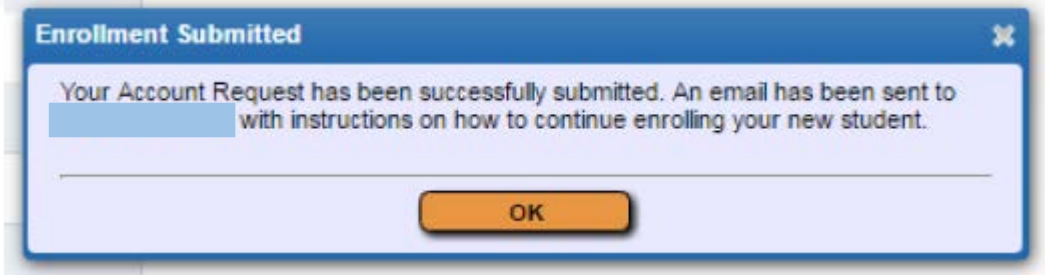 Enrollment Submitted
Your Account Request has been successfully submitted. An email has been sent to
with instructions on how to continue enrolling your new student.
OK